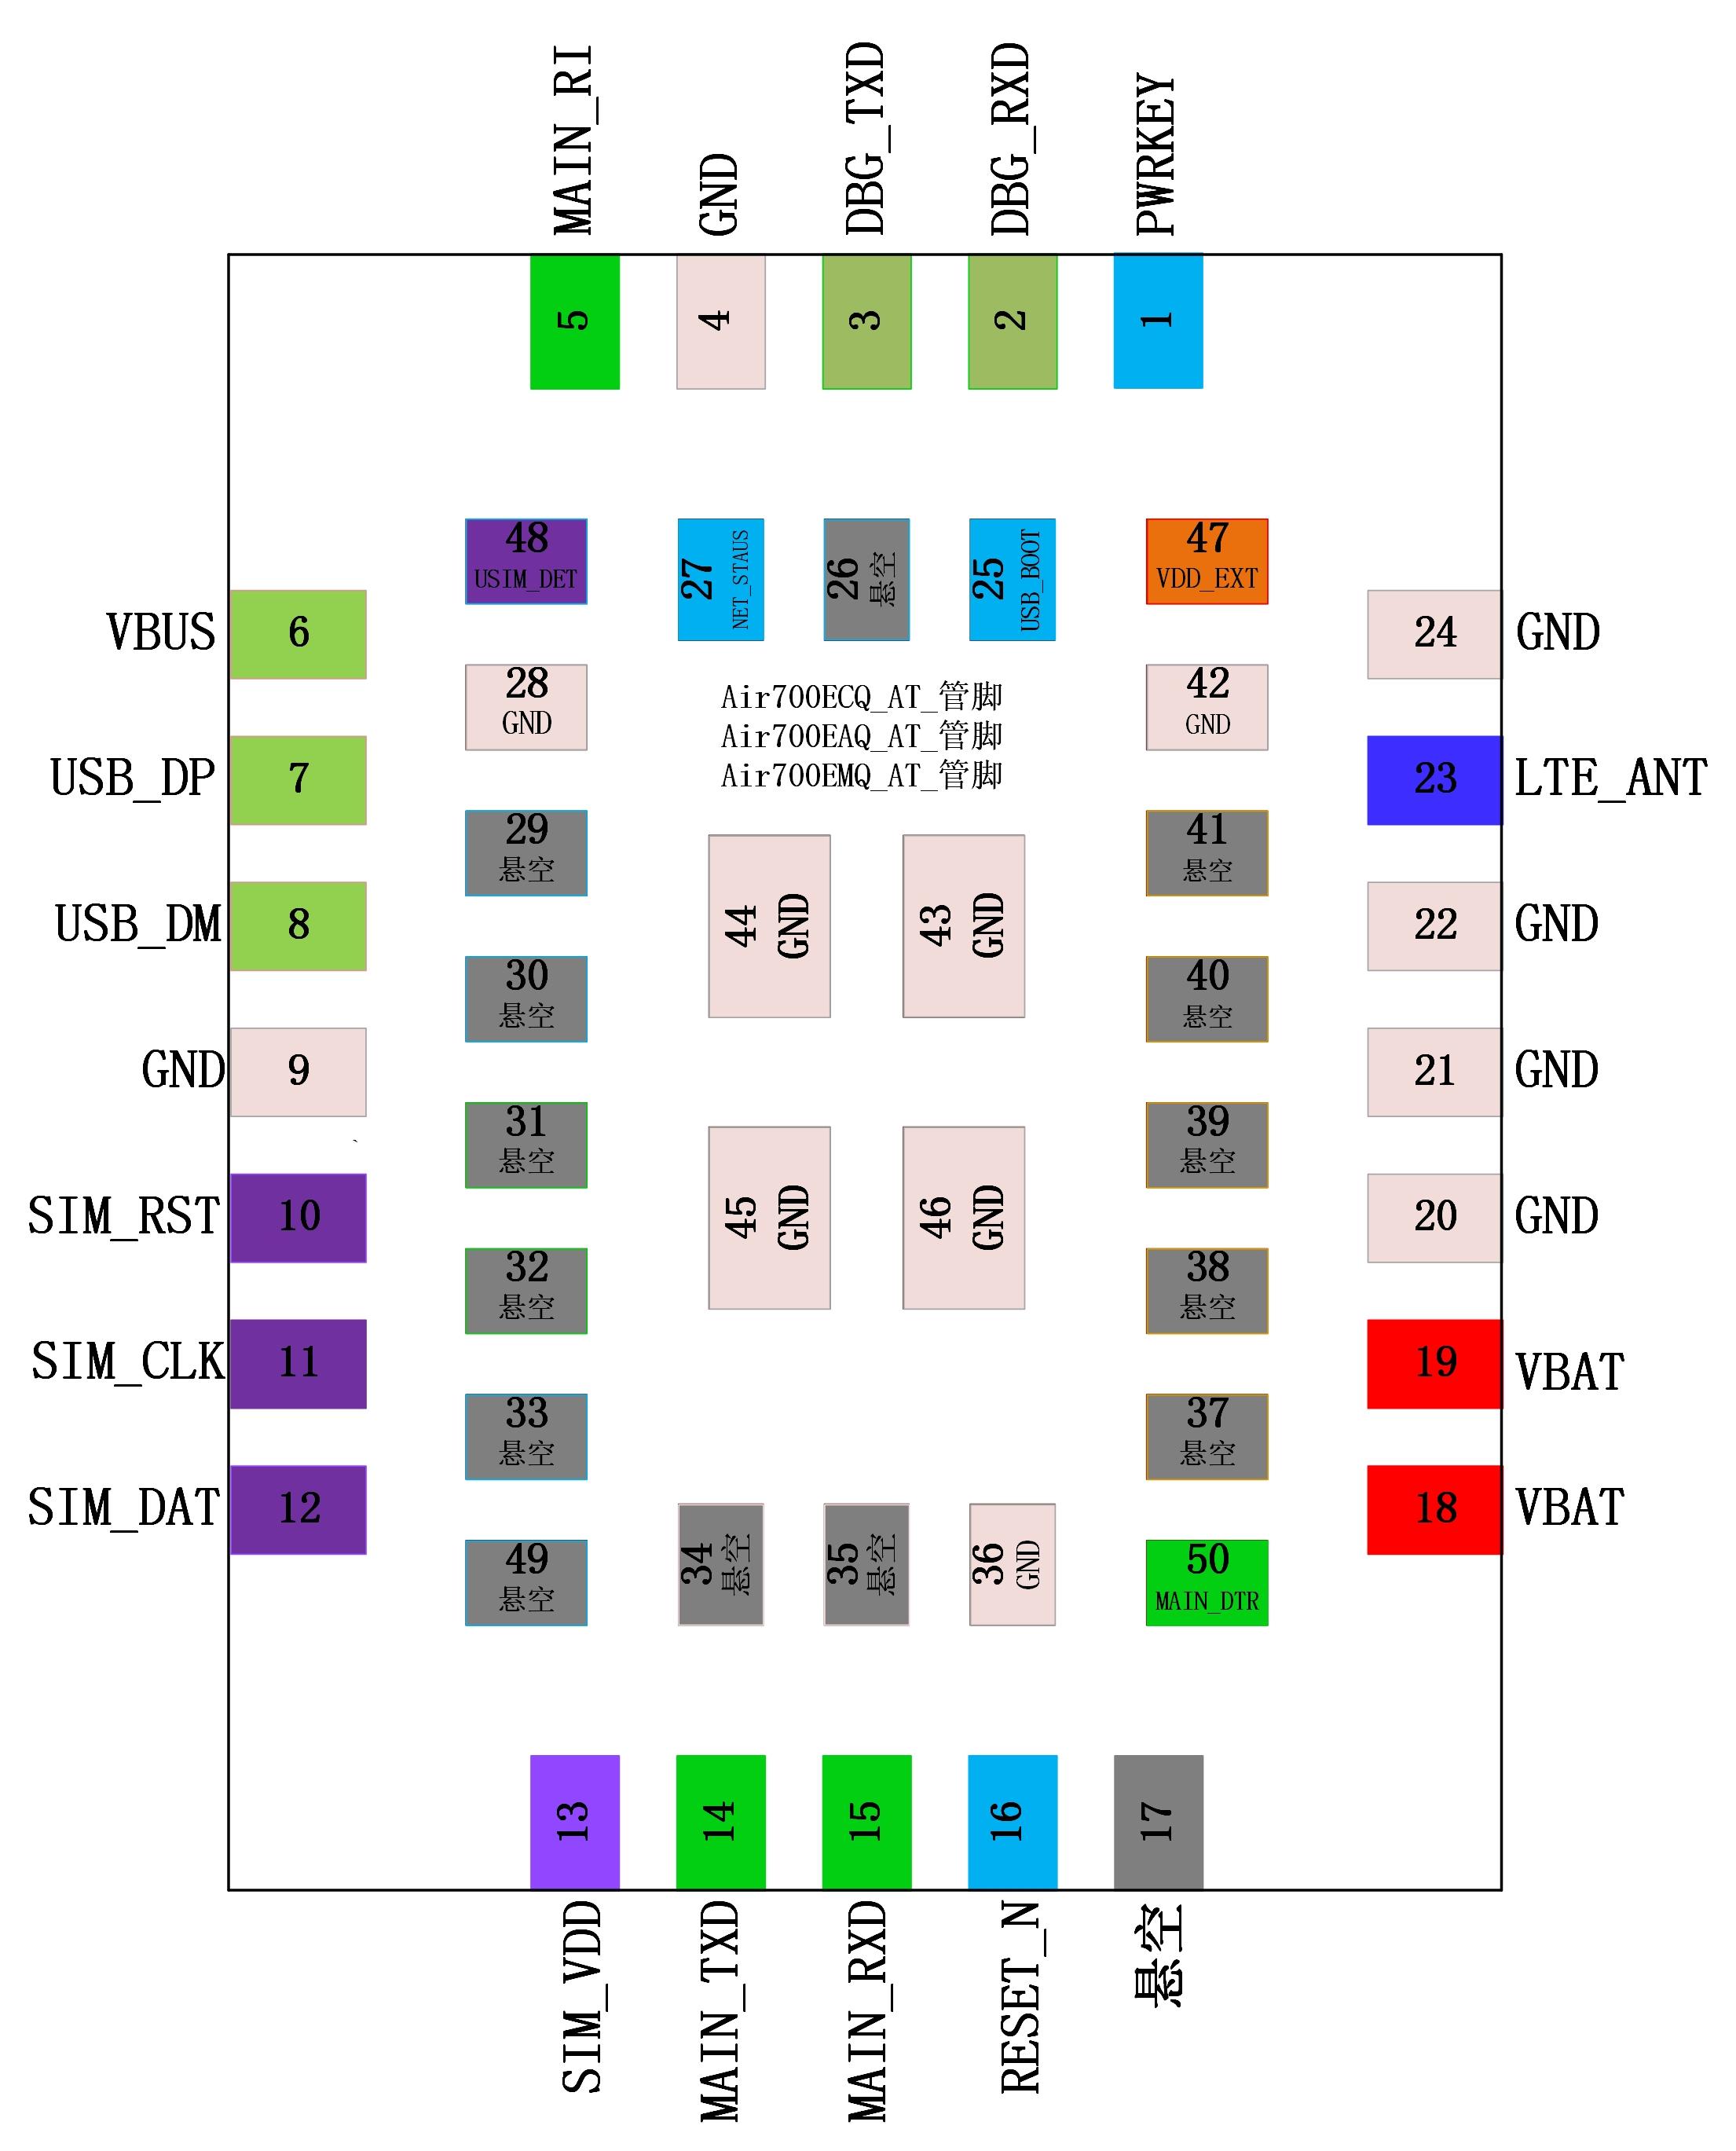 MAIN_RI
GND
DBG_TXD
DBG_RXD
PWRKEY
5
4
3
2
1
48
USIM_DET
27
NET_STAUS
26
悬空
25
USB_BOOT
47
VDD_EXT
VBUS
6
24
GND
28
GND
Air700ECQ_AT_管脚
Air700EAQ_AT_管脚
Air700EMQ_AT_管脚
42
GND
USB_DP
7
23
LTE_ANT
29
悬空
41
悬空
USB_DM
8
44
GND
43
GND
22
GND
30
悬空
40
悬空
GND
9
21
GND
31
悬空
39
悬空
SIM_RST
10
45
GND
46
GND
20
GND
32
悬空
38
悬空
SIM_CLK
11
19
VBAT
33
悬空
37
悬空
SIM_DAT
12
18
VBAT
49
悬空
34
悬空
35
悬空
36
GND
50
MAIN_DTR
13
14
15
16
17
SIM_VDD
MAIN_TXD
MAIN_RXD
RESET_N
悬空